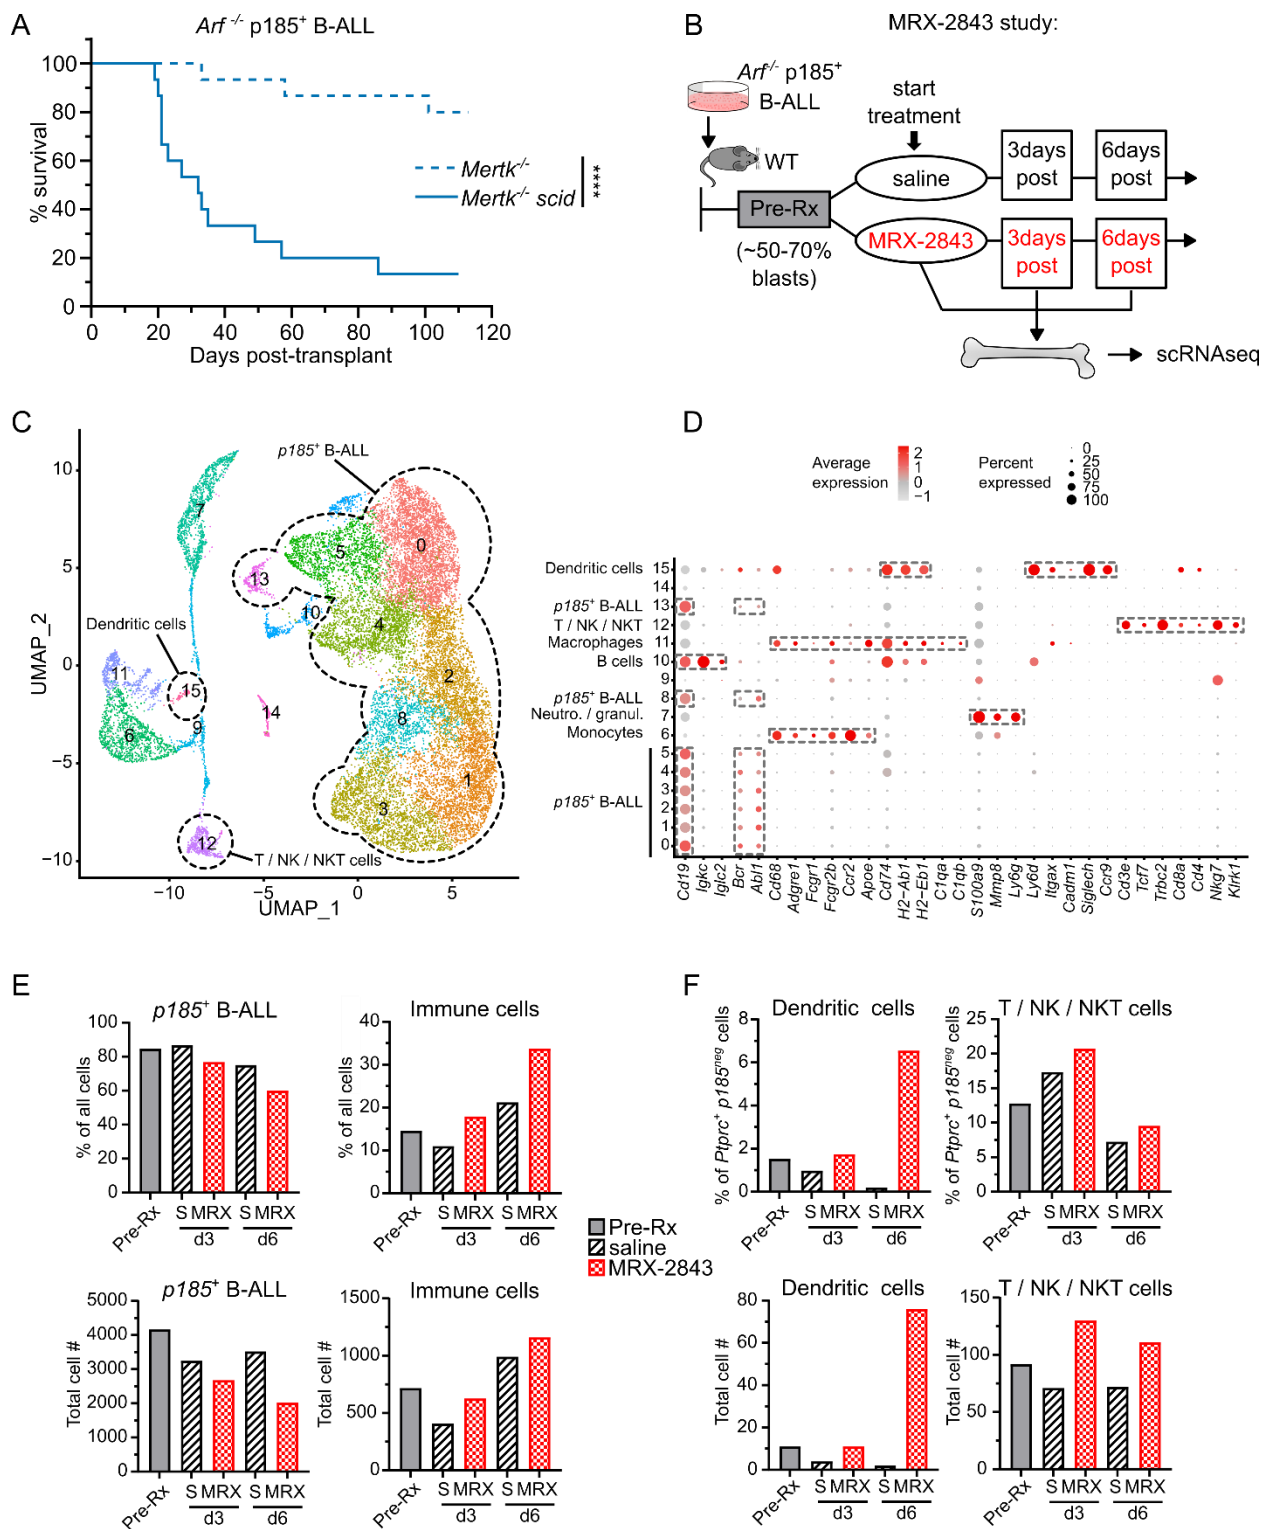 A
Arf -/- p185+ B-ALL
% survival
100
80
60
40
20
0
0 20 40 60 80 100 120
Days post-transplant
Mertk-/-
Mertk-/- scid
****
B
MRX-2843 study:
Arf-/- p185+
B-ALL
WT
start
treatment
Pre-Rx
(~50-70%
blasts)
saline
3days
post
6days
post
MRX-2843
3days
post
6days
post
scRNAseq
C
p185+ B-ALL
Dendritic cells
T / NK / NKT cells
UMAP_2
10
5
0
−5
−10
−10 −5 0 5
UMAP_1
7
5
0
13
10
4
11
15
2
14
6
9
8
1
3
12
D
Average
expression
2
1
0
−1
Percent
expressed
0
25
50
75
100
Dendritic cells 15
14
p185+ B-ALL 13
T / NK / NKT 12
Macrophages 11
B cells 10
9
p185+ B-ALL 8
Neutro. / granul. 7
Monocytes 6
5
4
p185+ B-ALL 3
2
1
0
Cd19 Igkc Iglc2 Bcr Abl1 Cd68 Adgre1 Fcgr1 Fcgr2b Ccr2 Apoe Cd74 H2−Ab1 H2−Eb1 C1qa C1qb S100a9 Mmp8 Ly6g Ly6d Itgax Cadm1 Siglech Ccr9 Cd3e Tcf7 Trbc2 Cd8a Cd4 Nkg7 Klrk1
E
p185+ B-ALL
% of all cells
100
80
60
40
20
0
Pre-Rx S MRX S MRX
d3 d6
Immune cells
% of all cells
40
30
20
10
0
Pre-Rx S MRX S MRX
d3 d6
Pre-Rx
saline
MRX-2843
p185+ B-ALL
Total cell #
5000
4000
3000
2000
1000
0
Pre-Rx S MRX S MRX
d3 d6
Immune cells
Total cell #
1500
1000
500
0
Pre-Rx S MRX S MRX
d3 d6
F
Dendritic cells
% of Ptprc+ p185neg cells
8
6
4
2
0
Pre-Rx S MRX S MRX
d3 d6
T / NK / NKT cells
% of Ptprc+ p185neg cells
25
20
15
10
5
0
Pre-Rx S MRX S MRX
d3 d6
Dendritic cells
Total cell #
80
60
40
20
0
Pre-Rx S MRX S MRX
d3 d6
T / NK / NKT cells
Total cell #
150
100
50
0
Pre-Rx S MRX S MRX
d3 d6